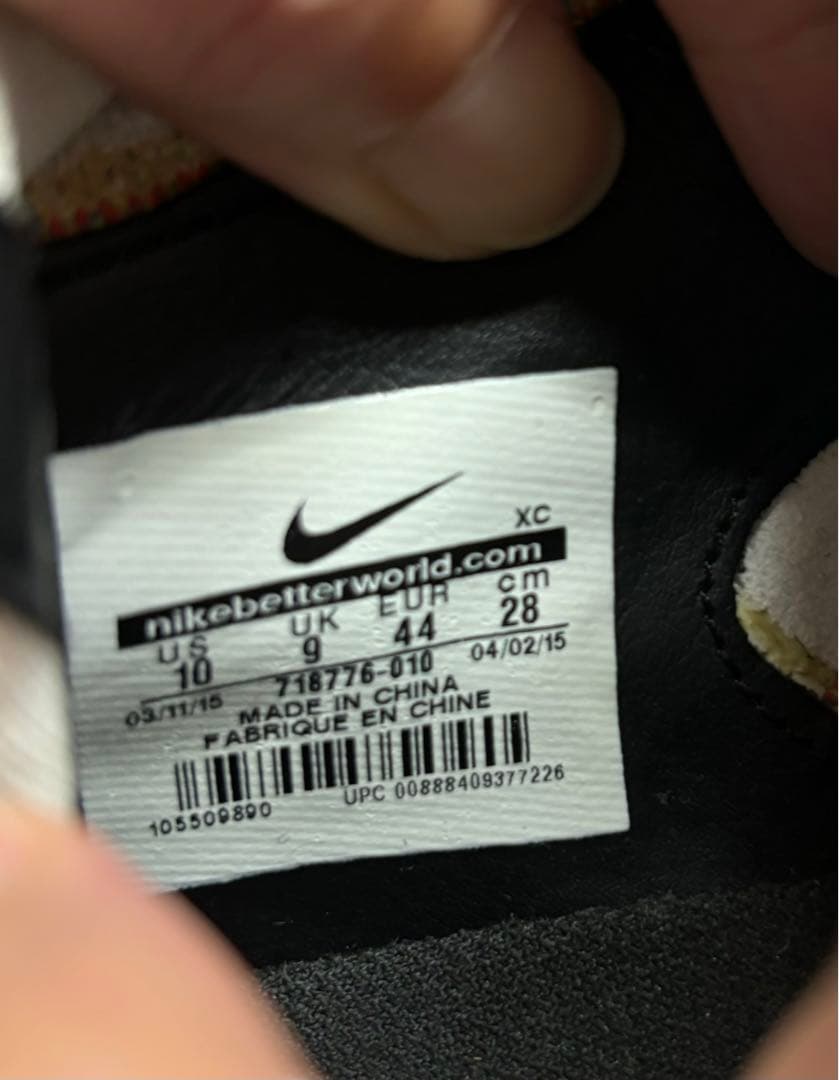 XC
nikebetterworld.com
US UK EUR cm
10 9 44 28
03/11/15 718776-010 04/02/15
MADE IN CHINA
FABRIQUE EN CHINE
105509890 UPC 00888409377226